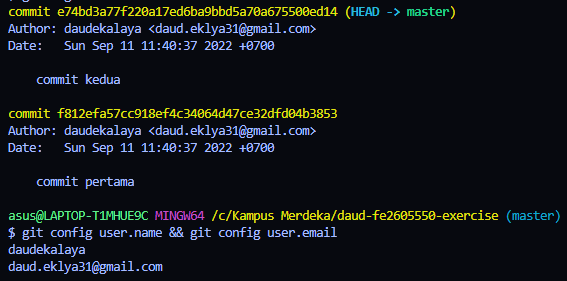 commit e74bd3a77f220a17ed6ba9bbd5a70a675500ed14 (HEAD -> master)
Author: daudekalaya <daud.eklya31@gmail.com>
Date:   Sun Sep 11 11:40:37 2022 +0700
    commit kedua
commit f812efa57cc918ef4c34064d47ce32dfd04b3853
Author: daudekalaya <daud.eklya31@gmail.com>
Date:   Sun Sep 11 11:40:37 2022 +0700
    commit pertama
asus@LAPTOP-T1MHUE9C MINGW64 /c/Kampus Merdeka/daud-fe2605550-exercise (master)
$ git config user.name && git config user.email
daudekalaya
daud.eklya31@gmail.com